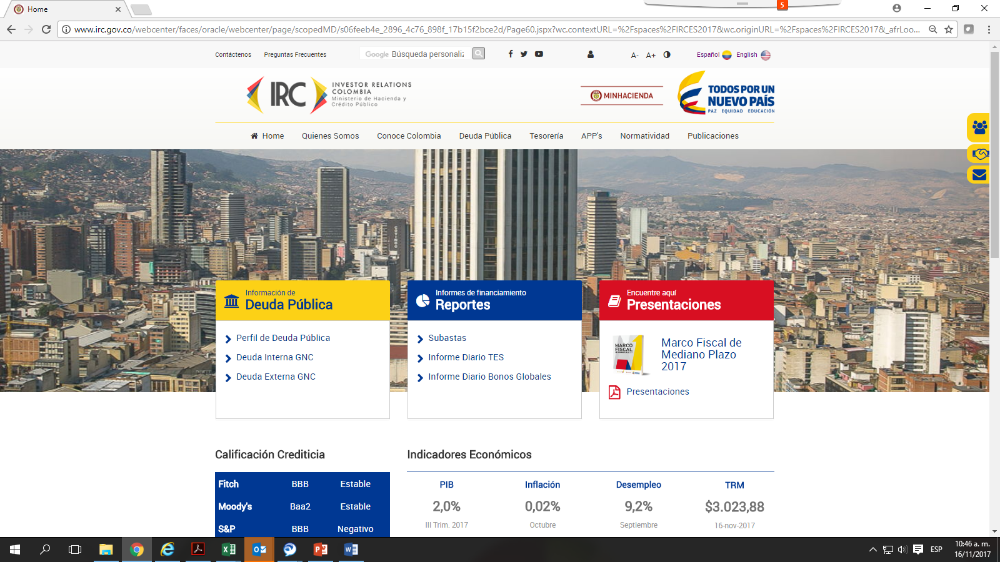 Home
5
www.irc.gov.co/webcenter/faces/oracle/webcenter/page/scopedMD/s06feeb4e_2896_4c76_898f_17b15f2bce2d/Page60.jspx?wc.contextURL=%2Fspaces%2FIRCES2017&wc.originURL=%2Fspaces%2FIRCES2017&_afrLoo...
Contáctenos Preguntas Frecuentes Google Búsqueda personaliz A- A+ Español English
IRC INVESTOR RELATIONS
COLOMBIA
Ministerio de Hacienda y
Crédito Público
MINHACIENDA
TODOS POR UN
NUEVO PAÍS
PAZ EQUIDAD EDUCACIÓN
Home Quienes Somos Conoce Colombia Deuda Pública Tesorería APP's Normatividad Publicaciones
Información de
Deuda Pública
Perfil de Deuda Pública
Deuda Interna GNC
Deuda Externa GNC
Informes de financiamiento
Reportes
Subastas
Informe Diario TES
Informe Diario Bonos Globales
Encuentre aquí
Presentaciones
MARCO
FISCAL
Marco Fiscal de
Mediano Plazo
2017
Presentaciones
Calificación Crediticia
Fitch BBB Estable
Moody's Baa2 Estable
S&P BBB Negativo
Indicadores Económicos
PIB Inflación Desempleo TRM
2,0% 0,02% 9,2% $3.023,88
III Trim. 2017 Octubre Septiembre 16-nov-2017
ESP
10:46 a. m.
16/11/2017